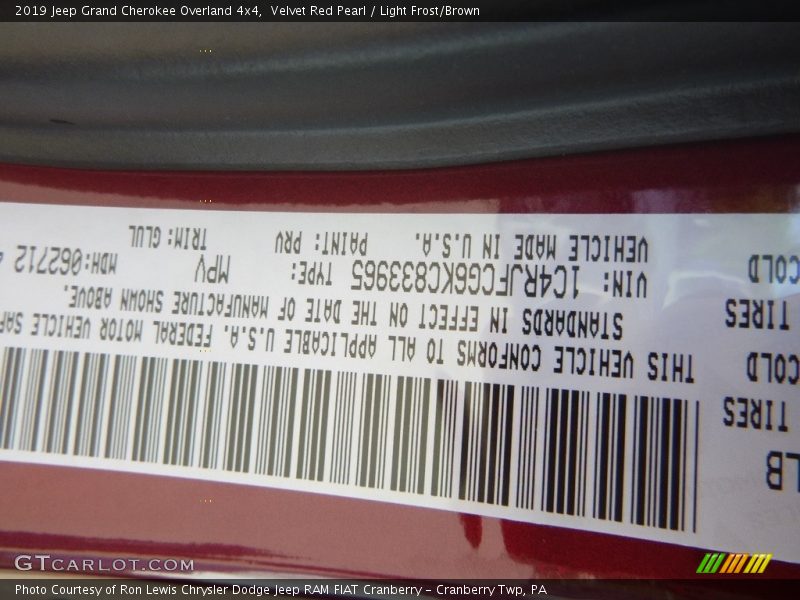 2019 Jeep Grand Cherokee Overland 4x4, Velvet Red Pearl / Light Frost/Brown
LB
TIRES
COLD
TIRES
COLD
THIS VEHICLE CONFORMS TO ALL APPLICABLE U.S.A. FEDERAL MOTOR VEHICLE
STANDARDS IN EFFECT ON THE DATE OF MANUFACTURE SHOWN ABOVE.
VIN: 1C4RJFCG6KC833965 TYPE: MPV MDH:062712
VEHICLE MADE IN U.S.A. PAINT: PRV TRIM: GLUL
GTCARLOT.COM
Photo Courtesy of Ron Lewis Chrysler Dodge Jeep RAM FIAT Cranberry – Cranberry Twp, PA